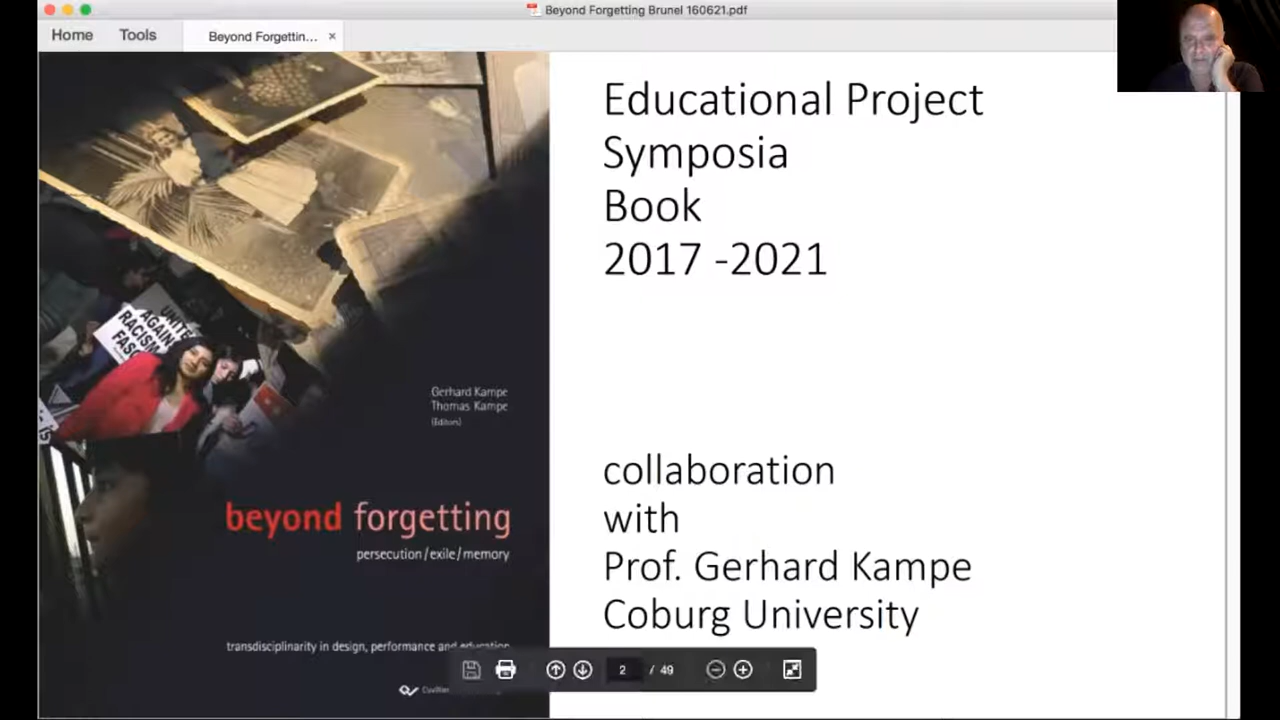 Beyond Forgetting Brunel 160621.pdf
Home
Tools
Beyond Forgettin...
×
Educational Project
Symposia
Book
2017 -2021
UNITE
AGAINST
RACISM
Gerhard Kampe
Thomas Kampe
(Editors)
beyond forgetting
persecution/exile/memory
transdisciplinarity in design, performance and education
collaboration
with
Prof. Gerhard Kampe
Coburg University
2 / 49